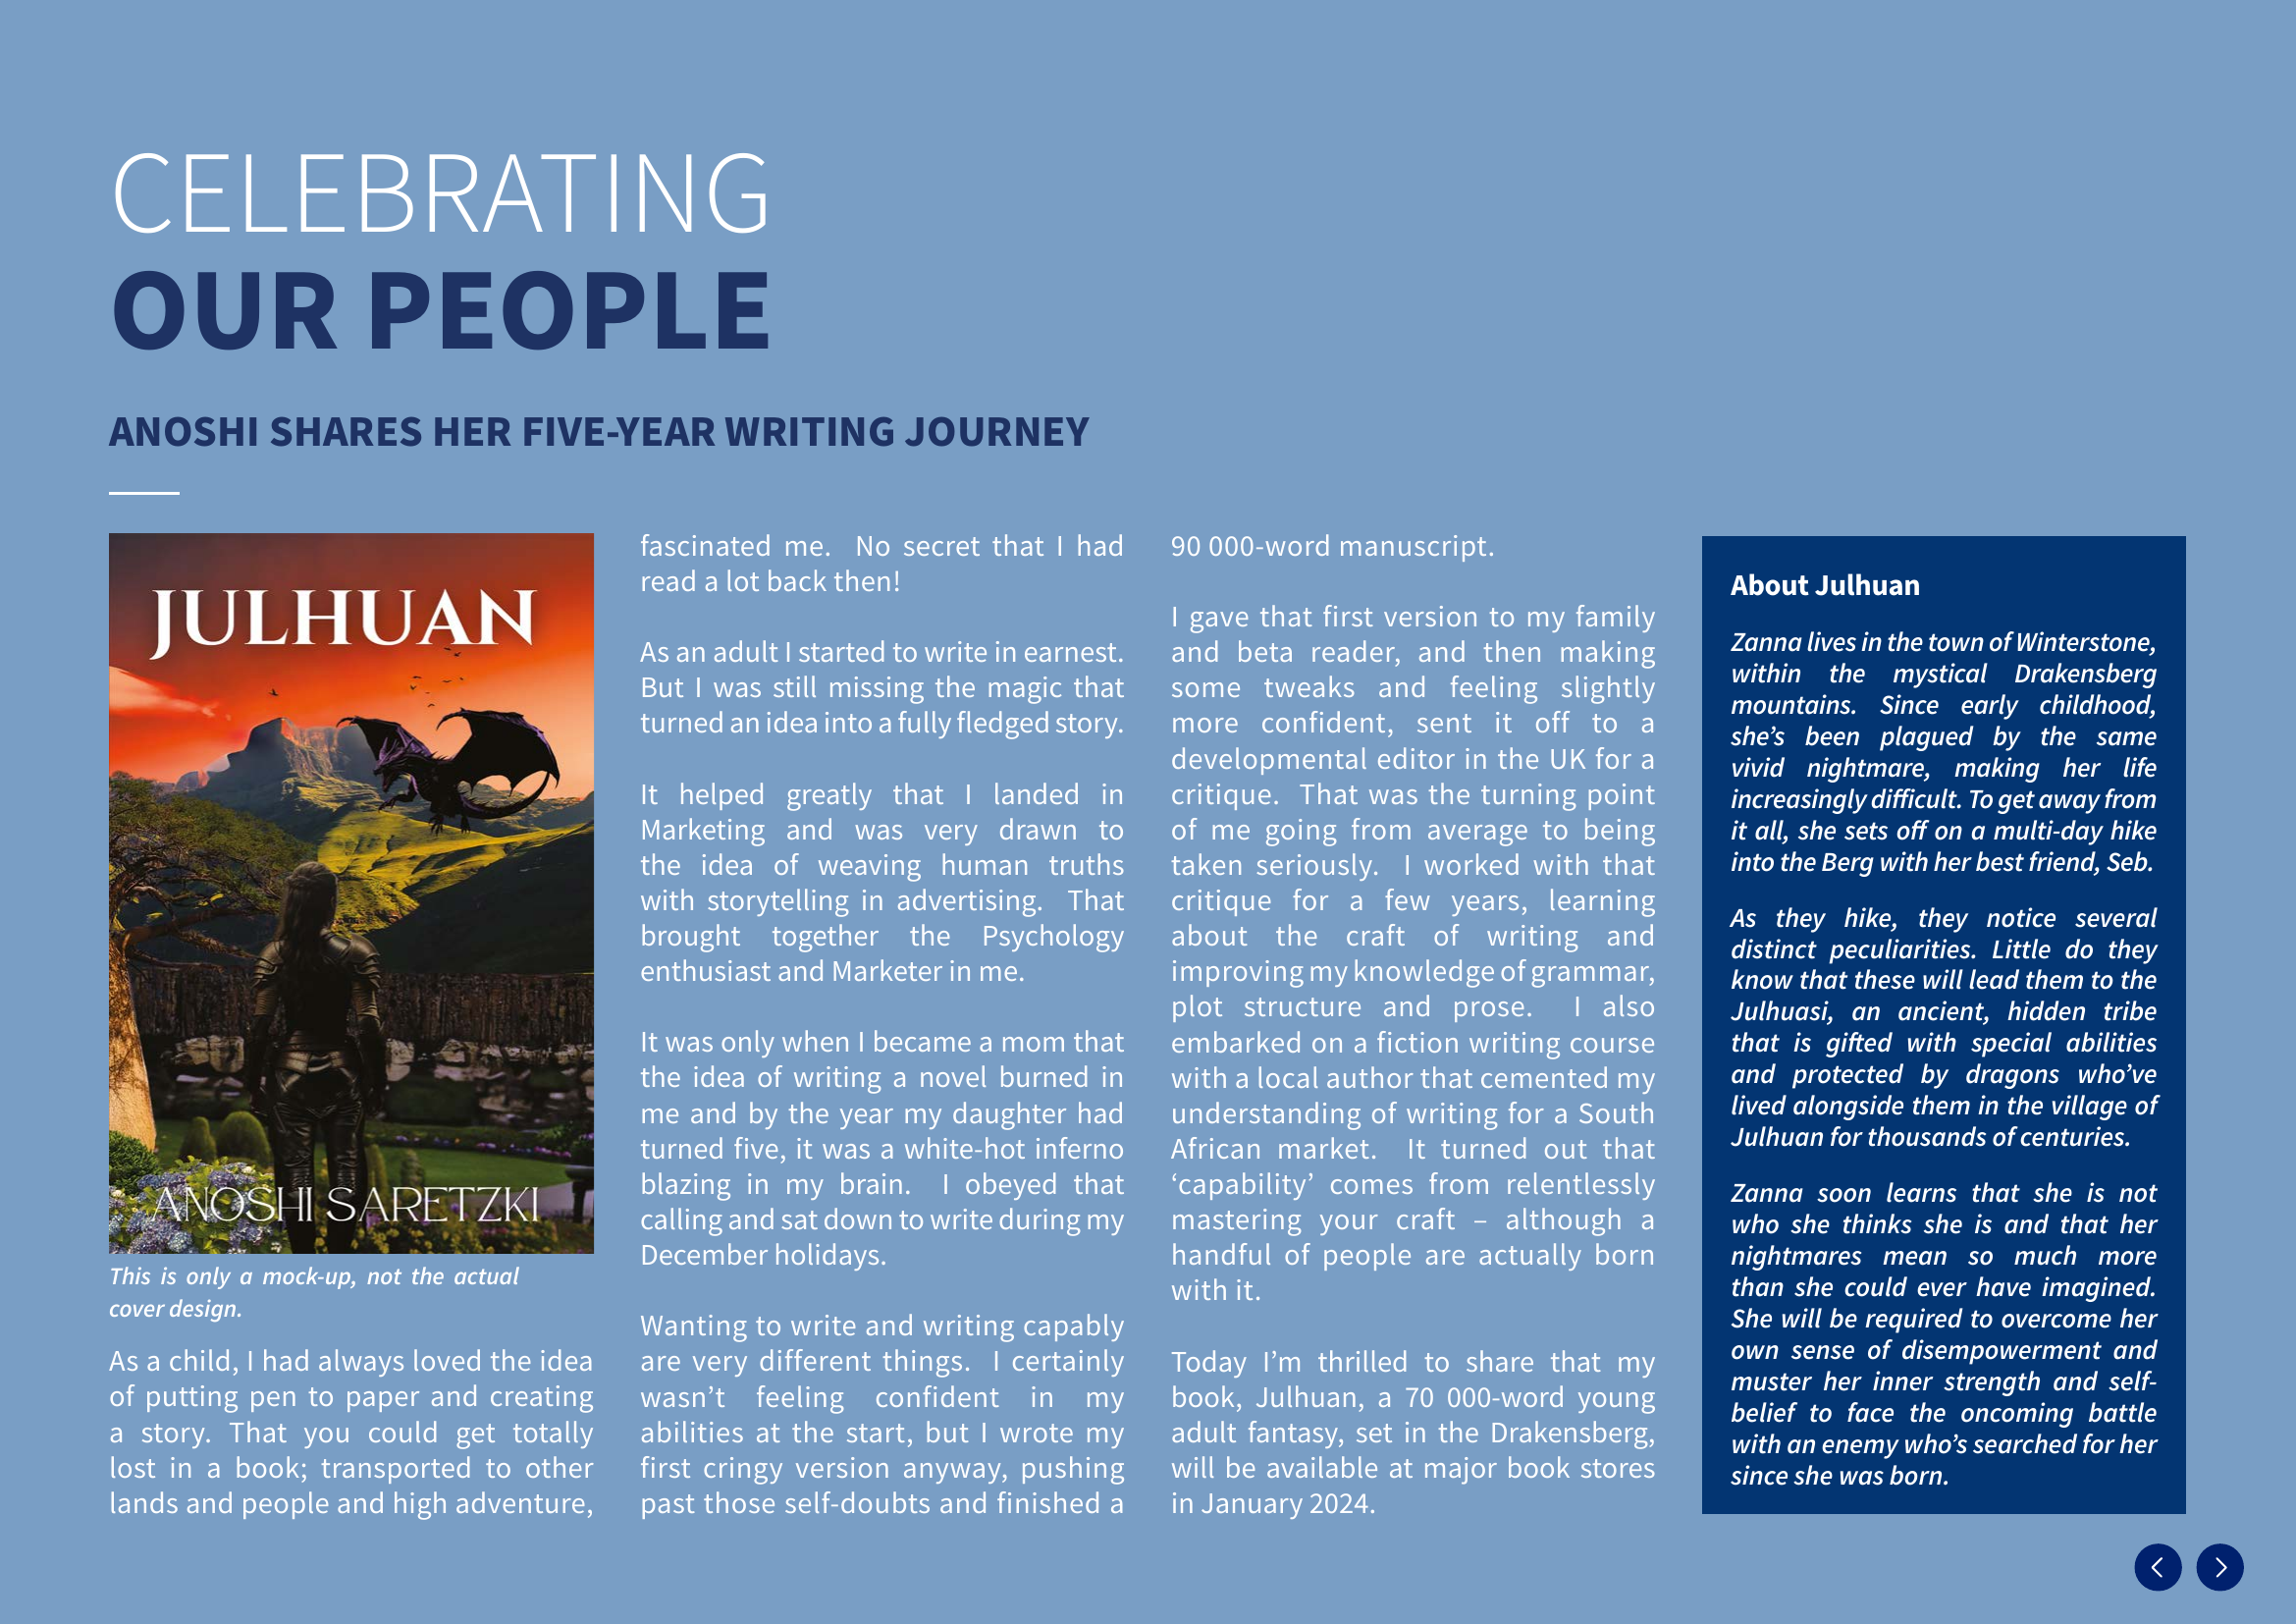 CELEBRATING
OUR PEOPLE
ANOSHI SHARES HER FIVE-YEAR WRITING JOURNEY
JULHUAN
ANOSHI SARETZKI
This is only a mock-up, not the actual
cover design.
As a child, I had always loved the idea
of putting pen to paper and creating
a story. That you could get totally
lost in a book; transported to other
lands and people and high adventure,
fascinated me. No secret that I had
read a lot back then!
As an adult I started to write in earnest.
But I was still missing the magic that
turned an idea into a fully fledged story.
It helped greatly that I landed in
Marketing and was very drawn to
the idea of weaving human truths
with storytelling in advertising. That
brought together the Psychology
enthusiast and Marketer in me.
It was only when I became a mom that
the idea of writing a novel burned in
me and by the year my daughter had
turned five, it was a white-hot inferno
blazing in my brain. I obeyed that
calling and sat down to write during my
December holidays.
Wanting to write and writing capably
are very different things. I certainly
wasn't feeling confident in my
abilities at the start, but I wrote my
first cringy version anyway, pushing
past those self-doubts and finished a
90 000-word manuscript.
I gave that first version to my family
and beta reader, and then making
some tweaks and feeling slightly
more confident, sent it off to a
developmental editor in the UK for a
critique. That was the turning point
of me going from average to being
taken seriously. I worked with that
critique for a few years, learning
about the craft of writing and
improving my knowledge of grammar,
plot structure and prose. I also
embarked on a fiction writing course
with a local author that cemented my
understanding of writing for a South
African market. It turned out that
‘capability’ comes from relentlessly
mastering your craft – although a
handful of people are actually born
with it.
Today I’m thrilled to share that my
book, Julhuan, a 70 000-word young
adult fantasy, set in the Drakensberg,
will be available at major book stores
in January 2024.
About Julhuan
Zanna lives in the town of Winterstone,
within the mystical Drakensberg
mountains. Since early childhood,
she’s been plagued by the same
vivid nightmare, making her life
increasingly difficult. To get away from
it all, she sets off on a multi-day hike
into the Berg with her best friend, Seb.
As they hike, they notice several
distinct peculiarities. Little do they
know that these will lead them to the
Julhuasi, an ancient, hidden tribe
that is gifted with special abilities
and protected by dragons who’ve
lived alongside them in the village of
Julhuan for thousands of centuries.
Zanna soon learns that she is not
who she thinks she is and that her
nightmares mean so much more
than she could ever have imagined.
She will be required to overcome her
own sense of disempowerment and
muster her inner strength and self-
belief to face the oncoming battle
with an enemy who’s searched for her
since she was born.